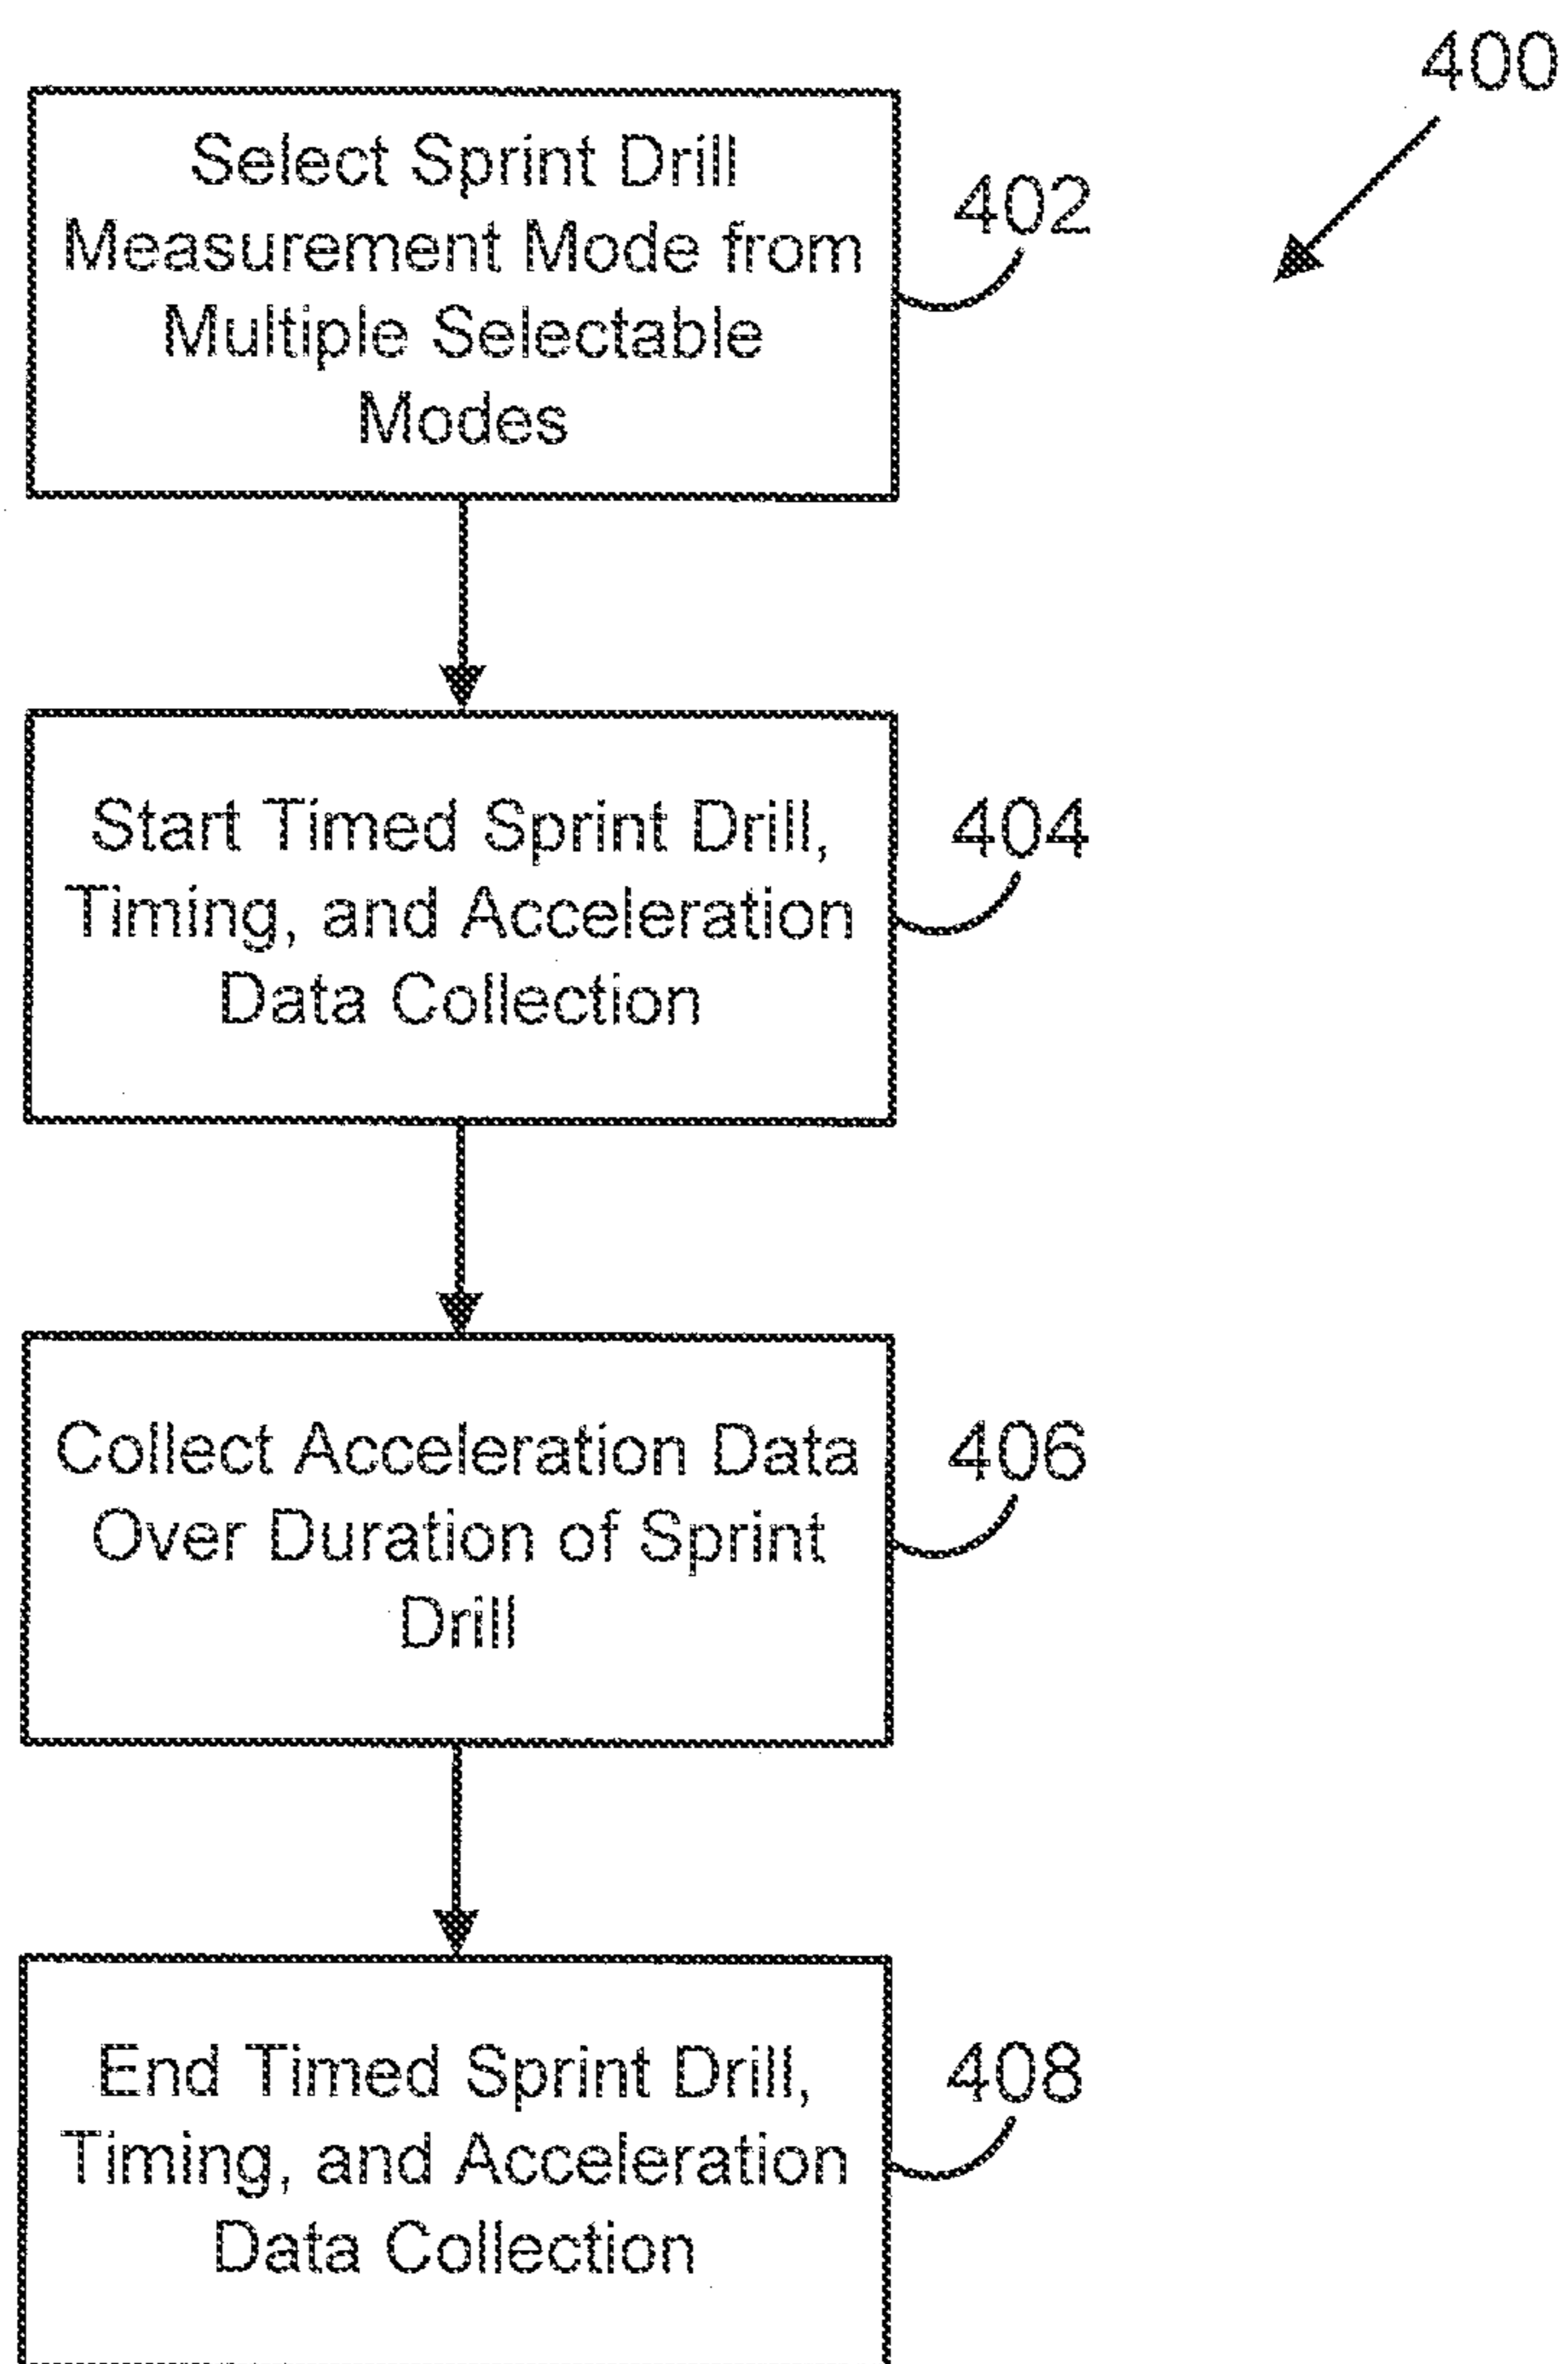 400
Select Sprint Drill
Measurement Mode from
Multiple Selectable
Modes
402
Start Timed Sprint Drill,
Timing, and Acceleration
Data Collection
404
Collect Acceleration Data
Over Duration of Sprint
Drill
406
End Timed Sprint Drill,
Timing, and Acceleration
Data Collection
408